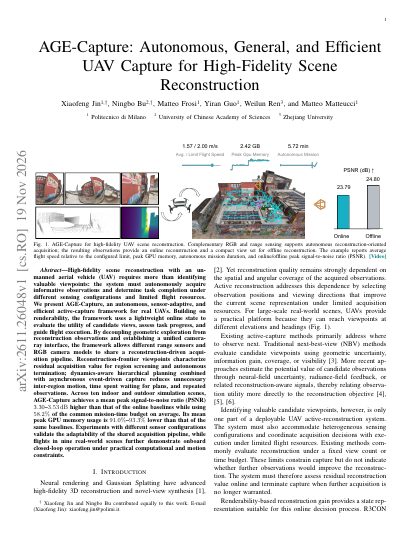 1
AGE-Capture: Autonomous, General, and Efficient
UAV Capture for High-Fidelity Scene
Reconstruction
Xiaofeng Jin¹,†, Ningbo Bu²,†, Matteo Frosi¹, Yiran Guo¹, Weilun Ren³, and Matteo Matteucci¹
¹ Politecnico di Milano ² University of Chinese Academy of Sciences ³ Zhejiang University
arXiv:2611.26048v1 [cs.RO] 19 Nov 2026
1.57 / 2.00 m/s
Avg. / Limit Flight Speed
2.42 GB
Peak GPU Memory
5.72 min
Autonomous Mission
PSNR (dB) ↑
24.80
23.79
Online
Offline
Fig. 1. AGE-Capture for high-fidelity UAV scene reconstruction. Complementary RGB and range sensing supports autonomous reconstruction-oriented
acquisition; the resulting observations provide an online reconstruction and a compact view set for offline reconstruction. The example reports average
flight speed relative to the configured limit, peak GPU memory, autonomous mission duration, and online/offline peak signal-to-noise ratio (PSNR). [Video]
Abstract—High-fidelity scene reconstruction with an un-
manned aerial vehicle (UAV) requires more than identifying
valuable viewpoints: the system must autonomously acquire
informative observations and determine task completion under
different sensing configurations and limited flight resources.
We present AGE-Capture, an autonomous, sensor-adaptive, and
efficient active-capture framework for real UAVs. Building on
renderability, the framework uses a lightweight online state to
evaluate the utility of candidate views, assess task progress, and
guide flight execution. By decoupling geometric exploration from
reconstruction observations and establishing a unified camera-
ray interface, the framework allows different range sensors and
RGB camera models to share a reconstruction-driven acquisi-
tion pipeline. Reconstruction-frontier viewpoints characterize
residual acquisition value for region screening and autonomous
termination; dynamics-aware hierarchical planning combined
with asynchronous event-driven capture reduces unnecessary
inter-region motion, time spent waiting for plans, and repeated
observations. Across ten indoor and outdoor simulation scenes,
AGE-Capture achieves a mean peak signal-to-noise ratio (PSNR)
3.10–3.53 dB higher than that of the online baselines while using
58.2% of the common mission time budget on average. Its mean
peak GPU memory usage is 91.6%–93.1% lower than that of the
same baselines. Experiments with different sensor configurations
validate the adaptability of the shared acquisition pipeline, while
flights in nine real-world scenes further demonstrate onboard
closed-loop operation under practical computational and motion
constraints.
I. INTRODUCTION
Neural rendering and Gaussian Splatting have advanced
high-fidelity 3D reconstruction and novel-view synthesis [1],
† Xiaofeng Jin and Ningbo Bu contributed equally to this work. E-mail
(Xiaofeng Jin): xiaofeng.jin@polimi.it
[2]. Yet reconstruction quality remains strongly dependent on
the spatial and angular coverage of the acquired observations.
Active reconstruction addresses this dependency by selecting
observation positions and viewing directions that improve
the current scene representation under limited acquisition
resources. For large-scale real-world scenes, UAVs provide
a practical platform because they can reach viewpoints at
different elevations and headings (Fig. 1).
Existing active-capture methods primarily address where
to observe next. Traditional next-best-view (NBV) methods
evaluate candidate viewpoints using geometric uncertainty,
information gain, coverage, or visibility [3]. More recent ap-
proaches estimate the potential value of candidate observations
through neural-field uncertainty, radiance-field feedback, or
reconstruction-aware signals, thereby relating observation
utility more directly to the reconstruction objective [4],
[5], [6].
Identifying valuable candidates, however, is only
one part of a deployable UAV active-reconstruction system.
The system must also accommodate heterogeneous sensing
configurations and coordinate acquisition decisions with exe-
cution under limited flight resources. Existing methods com-
monly evaluate reconstruction under a fixed view count or
time budget. These limits constrain capture but do not indicate
whether further observations would improve the reconstruc-
tion. The system must therefore assess residual reconstruction
value online and terminate capture when further acquisition is
no longer warranted.
Renderability-based reconstruction gain provides a state rep-
resentation suitable for this online decision process. R3CON